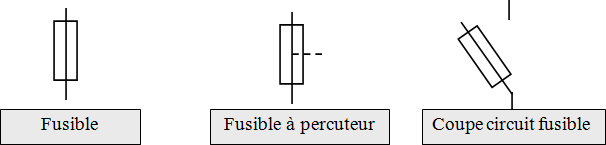 Fusible
Fusible à percuteur
Coupe circuit fusible